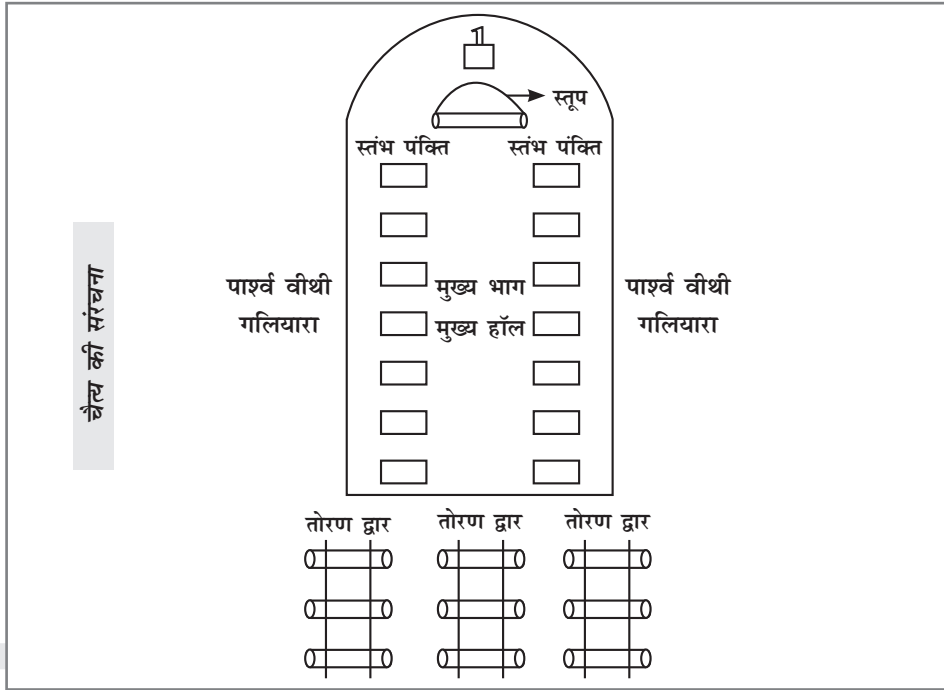 स्तूप
स्तंभ पंक्ति
स्तंभ पंक्ति
पार्श्व वीथी
गलियारा
मुख्य भाग
मुख्य हॉल
पार्श्व वीथी
गलियारा
चैत्य की संरचना
तोरण द्वार
तोरण द्वार
तोरण द्वार